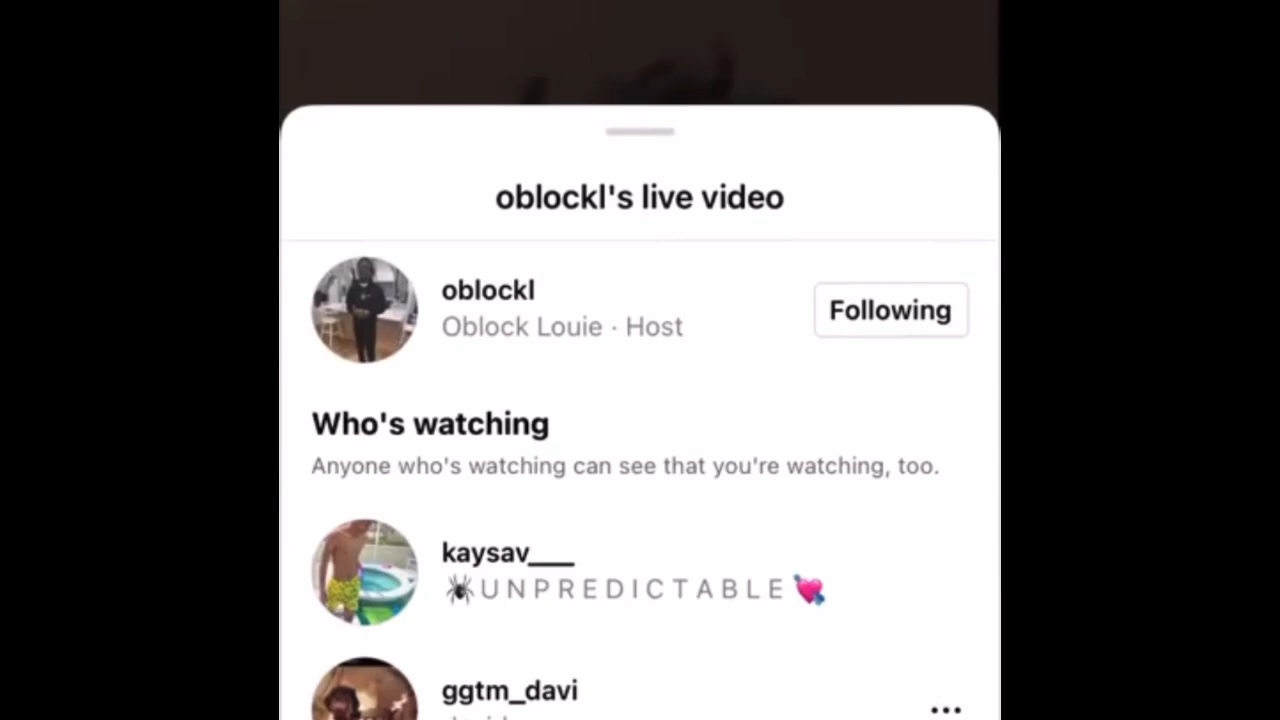 oblockl's live video
oblockl
Oblock Louie · Host
Following
Who's watching
Anyone who's watching can see that you're watching, too.
kaysav___
🕷UNPREDICTABLE💘
ggtm_davi